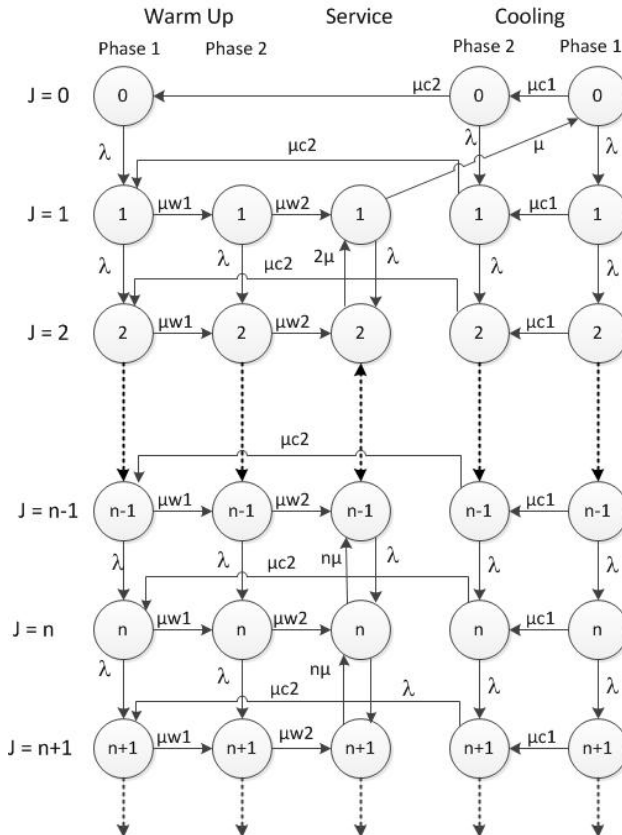 Warm Up Service Cooling
Phase 1 Phase 2 Phase 2 Phase 1
J = 0 0 μc2 0 μc1 0
λ μc2 λ μ λ
J = 1 1 μw1 1 μw2 1 1 μc1 1
λ λ μc2 2μ λ λ λ
J = 2 2 μw1 2 μw2 2 2 μc1 2
μc2
J = n-1 n-1 μw1 n-1 μw2 n-1 n-1 μc1 n-1
λ λ μc2 nμ λ λ λ
J = n n μw1 n μw2 n n μc1 n
λ λ μc2 nμ λ λ λ
J = n+1 n+1 μw1 n+1 μw2 n+1 n+1 μc1 n+1